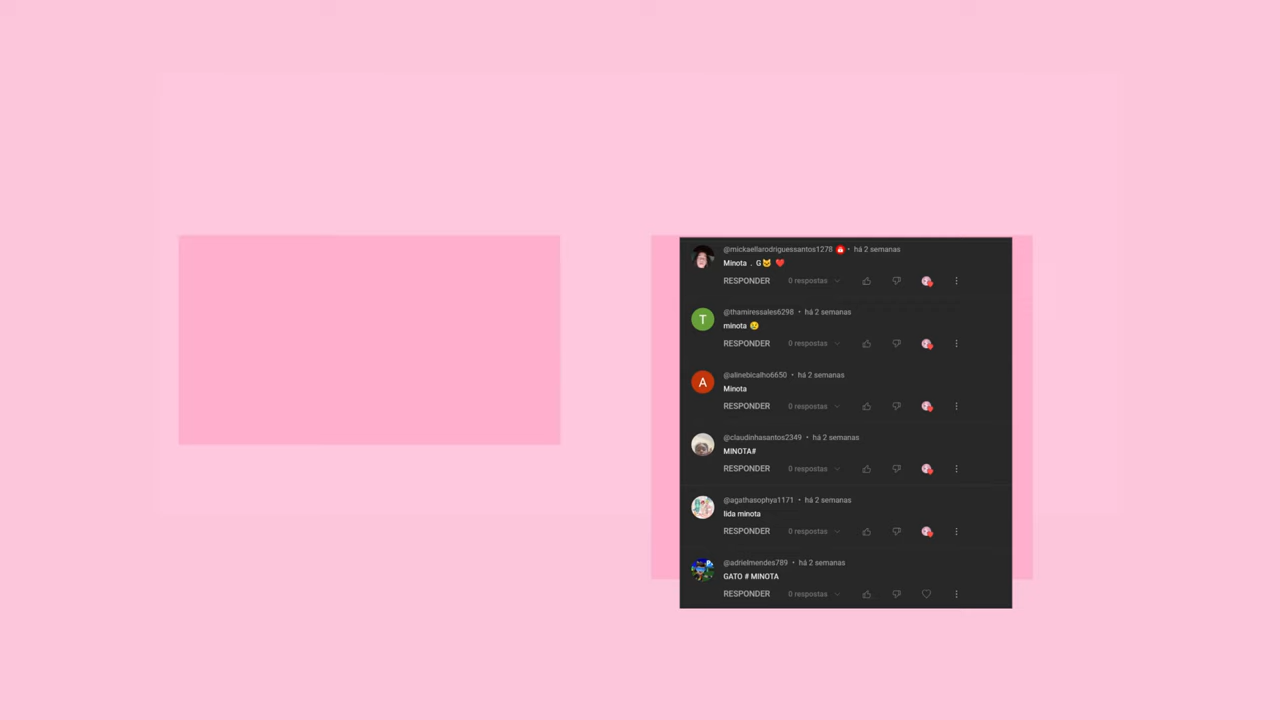 @mickaellarodriguessantos1278 • há 2 semanas
Minota . G🐱 ❤️
RESPONDER 0 respostas
T
@thamiressales6298 • há 2 semanas
minota 😢
RESPONDER 0 respostas
A
@alinebicalho6650 • há 2 semanas
Minota
RESPONDER 0 respostas
@claudinhasantos2349 • há 2 semanas
MINOTA#
RESPONDER 0 respostas
@agathasophya1171 • há 2 semanas
lida minota
RESPONDER 0 respostas
@adrielmendes789 • há 2 semanas
GATO # MINOTA
RESPONDER 0 respostas